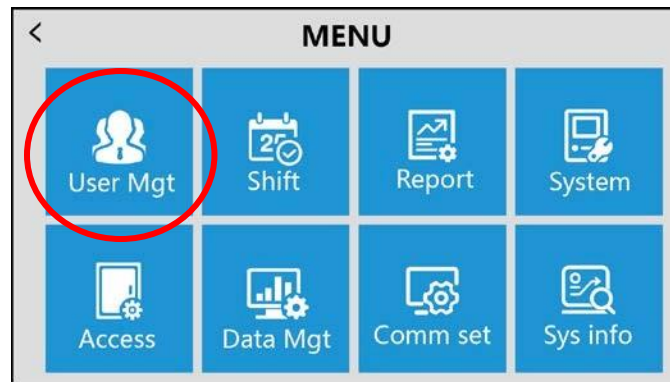 MENU
User Mgt
Shift
Report
System
Access
Data Mgt
Comm set
Sys info